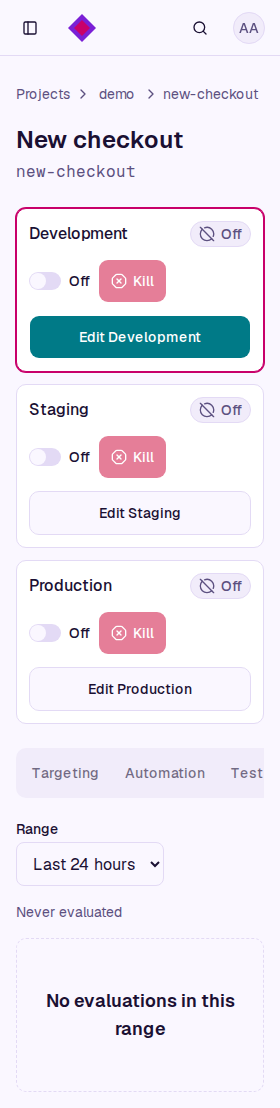 AA
Projects > demo > new-checkout
New checkout
new-checkout
Development Off
Off Kill
Edit Development
Staging Off
Off Kill
Edit Staging
Production Off
Off Kill
Edit Production
Targeting Automation Test
Range
Last 24 hours
Never evaluated
No evaluations in this
range